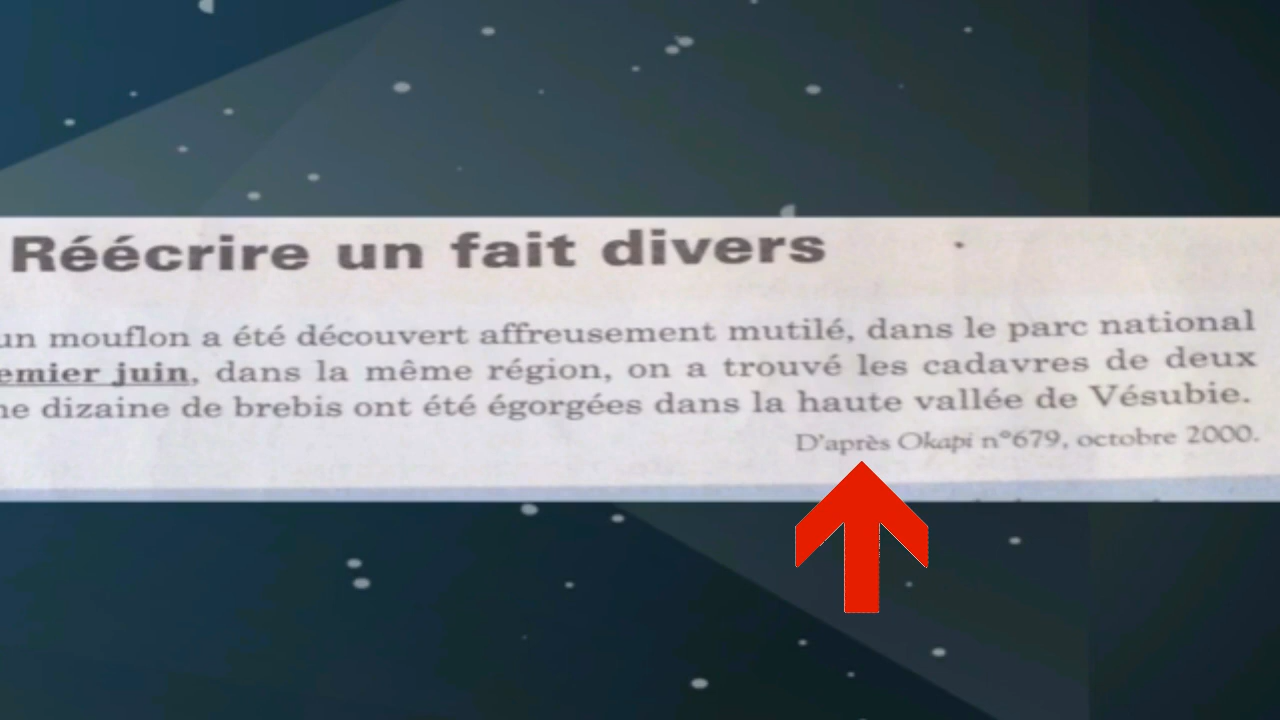 Réécrire un fait divers
un mouflon a été découvert affreusement mutilé, dans le parc national
emier juin, dans la même région, on a trouvé les cadavres de deux
ne dizaine de brebis ont été égorgées dans la haute vallée de Vésubie.
D'après Okapi n°679, octobre 2000.